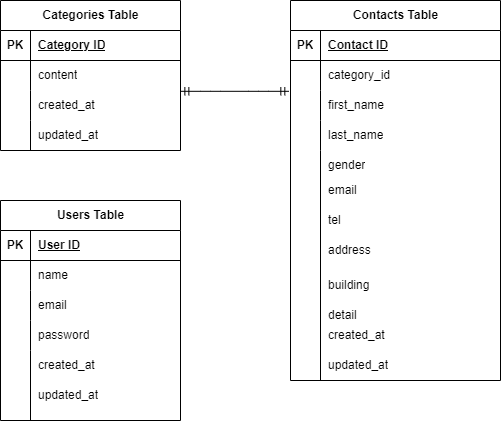 Categories Table
PK Category ID
content
created_at
updated_at
Contacts Table
PK Contact ID
category_id
first_name
last_name
gender
email
tel
address
building
detail
created_at
updated_at
Users Table
PK User ID
name
email
password
created_at
updated_at